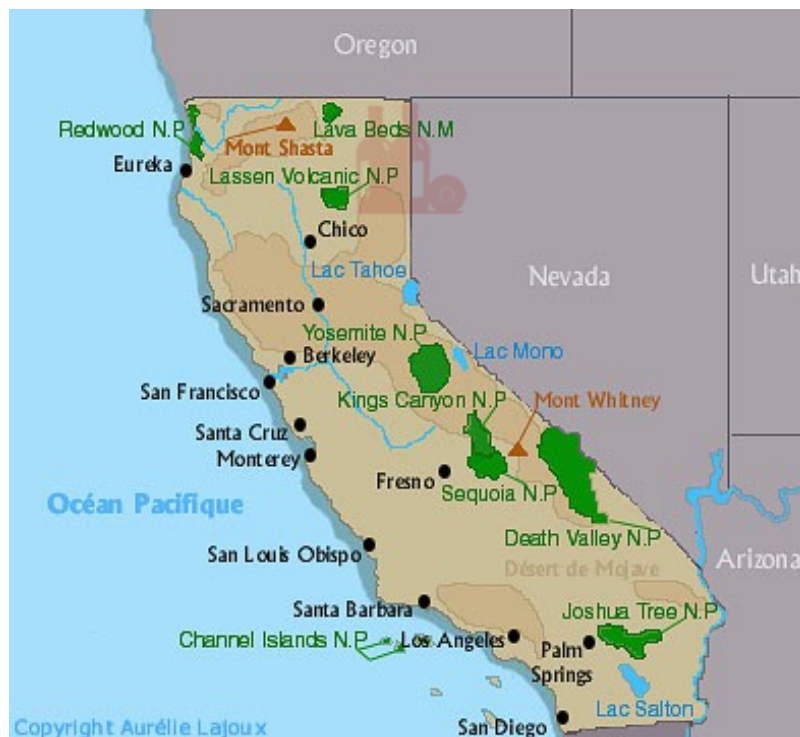 Oregon
Redwood N.P
Lava Beds N.M
Mont Shasta
Eureka
Lassen Volcanic N.P
Chico
Lac Tahoe
Nevada
Utah
Sacramento
Yosemite N.P
Berkeley
Lac Mono
San Francisco
Kings Canyon N.P
Mont Whitney
Santa Cruz
Monterey
Fresno
Sequoia N.P
Océan Pacifique
Death Valley N.P
San Louis Obispo
Arizona
Désert de Mojave
Santa Barbara
Joshua Tree N.P
Channel Islands N.P
Los Angeles
Palm
Springs
Lac Salton
San Diego
Copyright Aurélie Lajoux